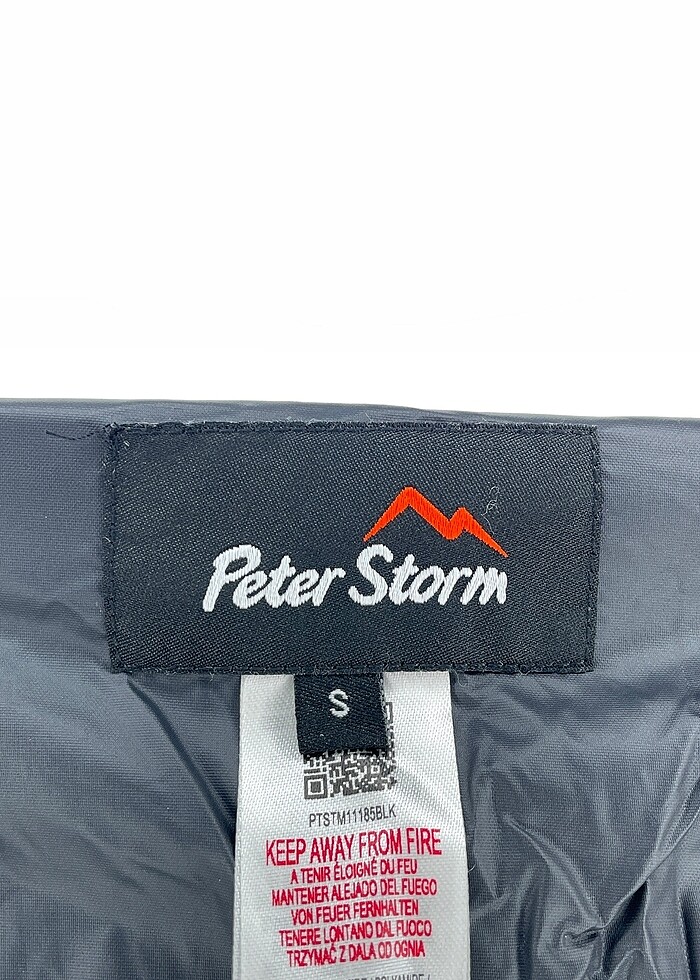 Peter Storm
S
PTSTM11185BLK
KEEP AWAY FROM FIRE
A TENIR ÉLOIGNÉ DU FEU
MANTENER ALEJADO DEL FUEGO
VON FEUER FERNHALTEN
TENERE LONTANO DAL FUOCO
TRZYMAĆ Z DALA OD OGNIA